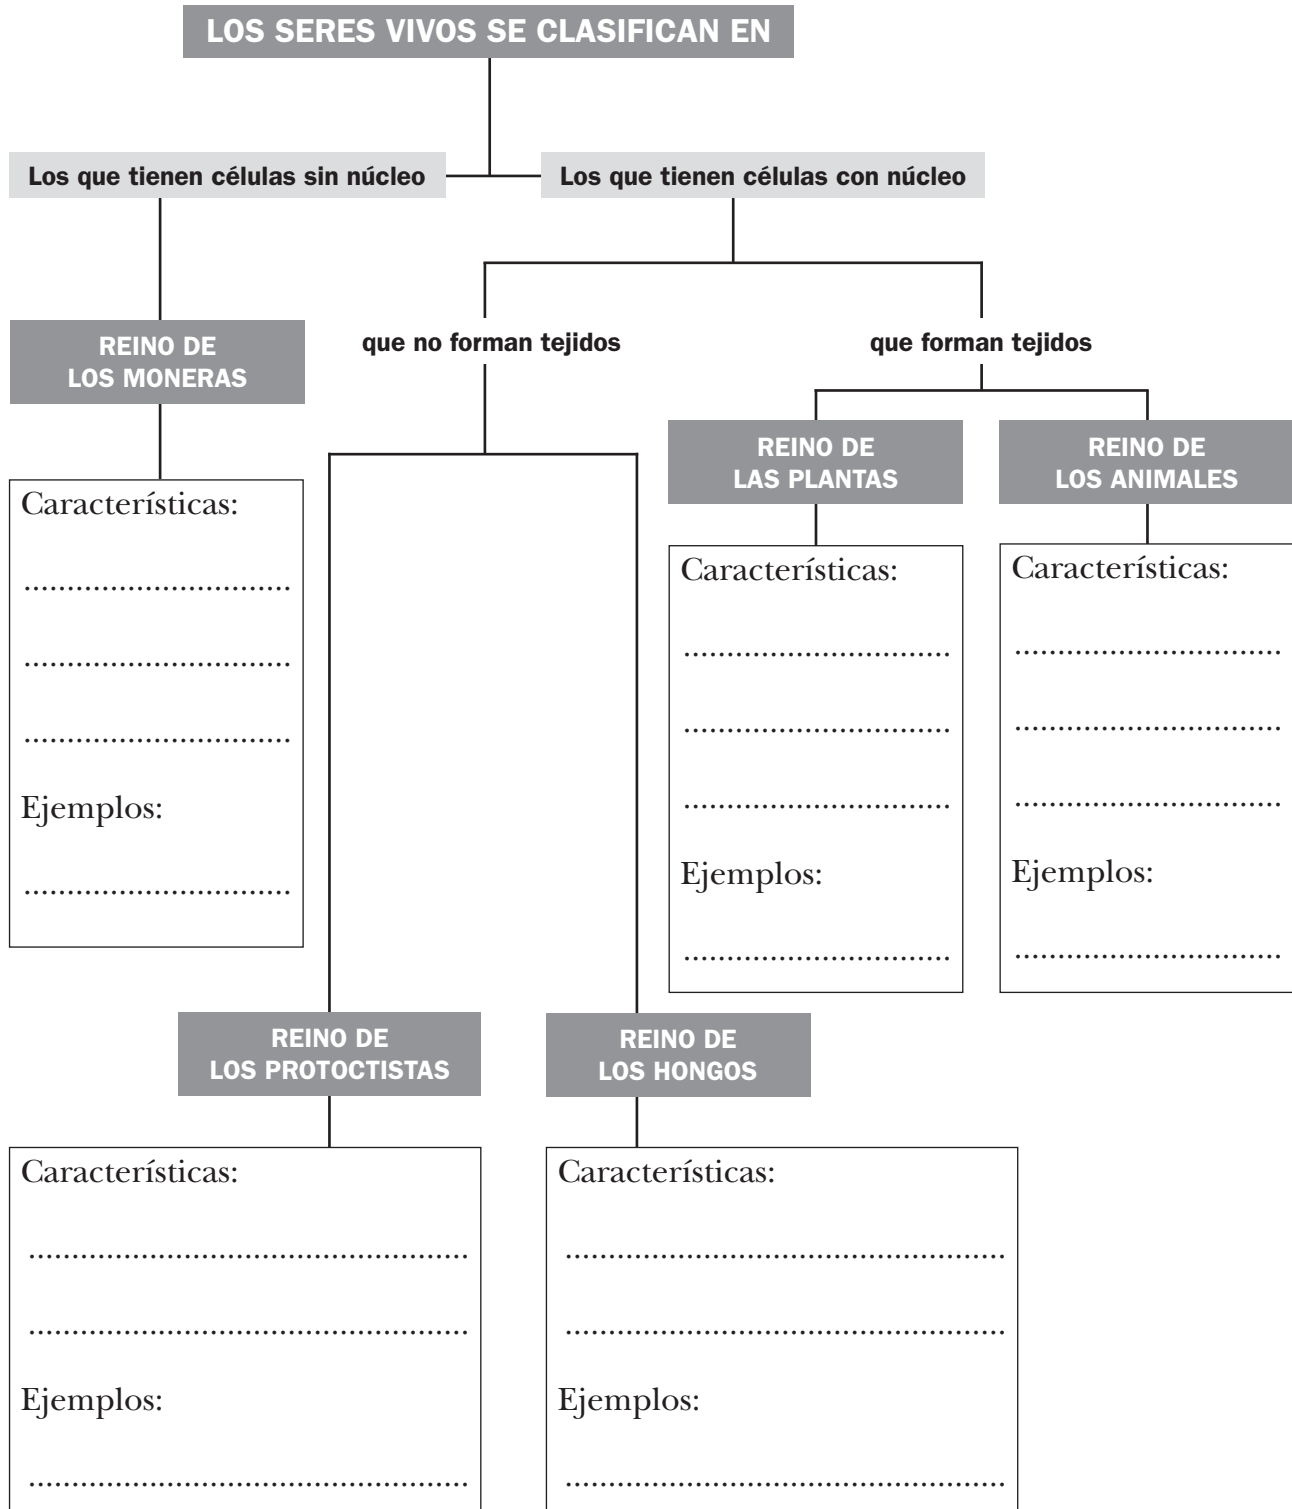 LOS SERES VIVOS SE CLASIFICAN EN
Los que tienen células sin núcleo
Los que tienen células con núcleo
REINO DE
LOS MONERAS
que no forman tejidos
que forman tejidos
REINO DE
LAS PLANTAS
REINO DE
LOS ANIMALES
Características:
................................
................................
................................
Ejemplos:
................................
Características:
................................
................................
................................
Ejemplos:
................................
Características:
................................
................................
................................
Ejemplos:
................................
REINO DE
LOS PROTOCTISTAS
REINO DE
LOS HONGOS
Características:
.....................................................
.....................................................
Ejemplos:
.....................................................
Características:
.....................................................
.....................................................
Ejemplos:
.....................................................